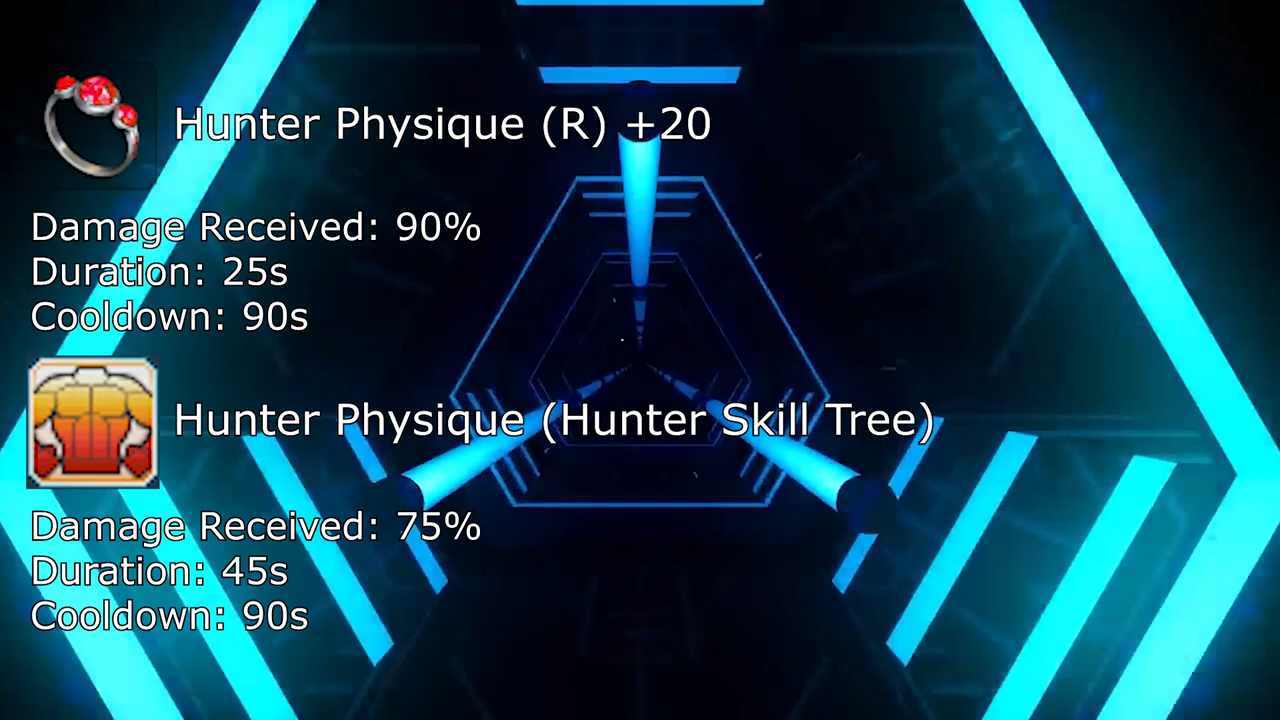 Hunter Physique (R) +20
Damage Received: 90%
Duration: 25s
Cooldown: 90s
Hunter Physique (Hunter Skill Tree)
Damage Received: 75%
Duration: 45s
Cooldown: 90s